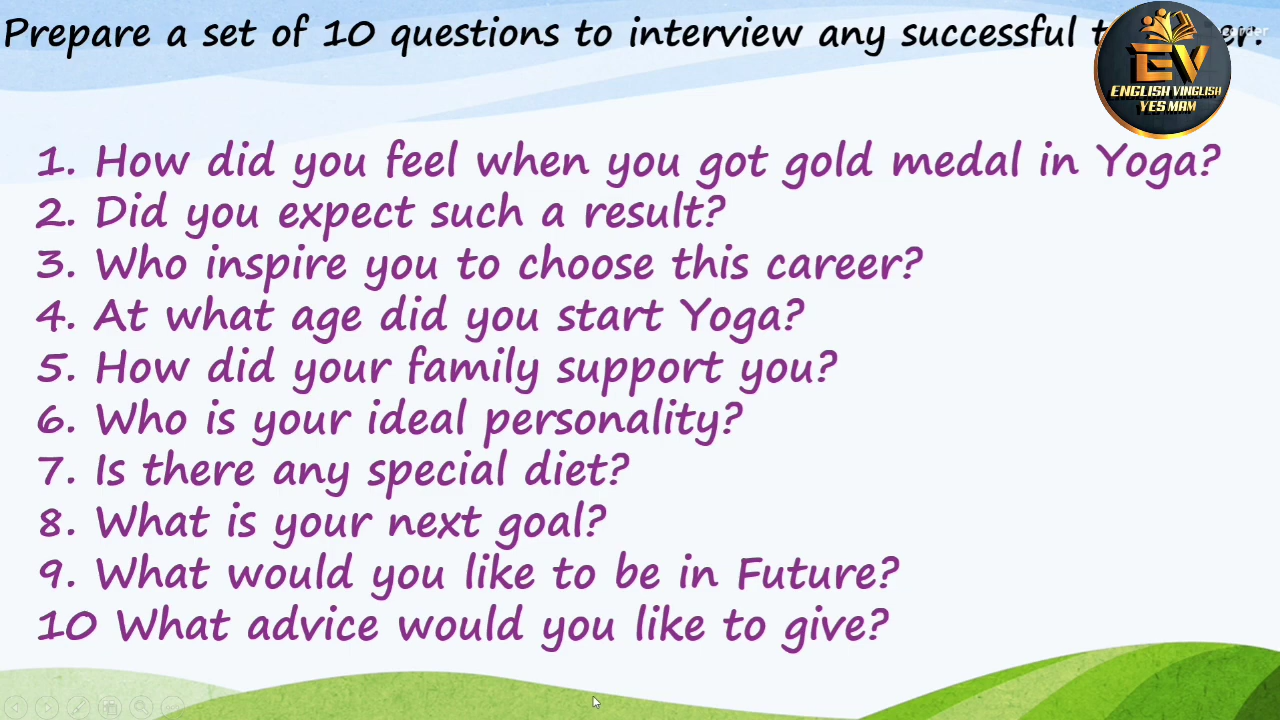 Prepare a set of 10 questions to interview any successful
ENGLISH VINGLISH
YES MAM
1. How did you feel when you got gold medal in Yoga?
2. Did you expect such a result?
3. Who inspire you to choose this career?
4. At what age did you start Yoga?
5. How did your family support you?
6. Who is your ideal personality?
7. Is there any special diet?
8. What is your next goal?
9. What would you like to be in Future?
10 What advice would you like to give?